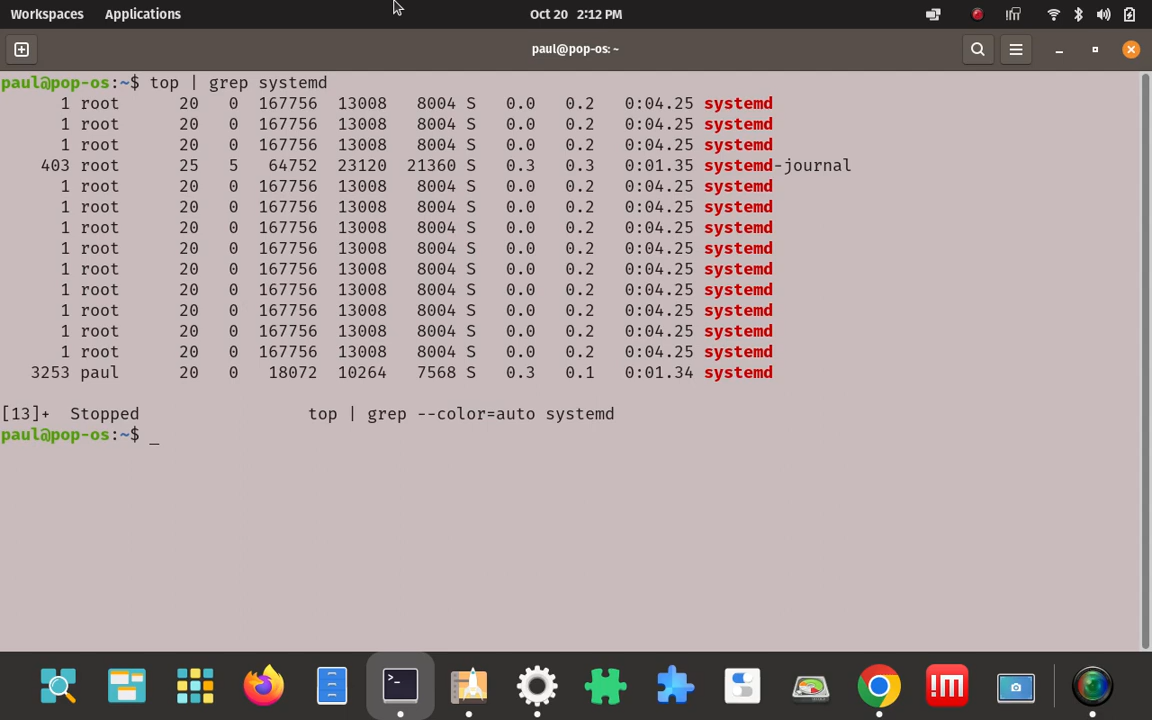 Workspaces Applications Oct 20 2:12 PM
paul@pop-os: ~
paul@pop-os:~$ top | grep systemd
1 root 20 0 167756 13008 8004 S 0.0 0.2 0:04.25 systemd
1 root 20 0 167756 13008 8004 S 0.0 0.2 0:04.25 systemd
1 root 20 0 167756 13008 8004 S 0.0 0.2 0:04.25 systemd
403 root 25 5 64752 23120 21360 S 0.3 0.3 0:01.35 systemd-journal
1 root 20 0 167756 13008 8004 S 0.0 0.2 0:04.25 systemd
1 root 20 0 167756 13008 8004 S 0.0 0.2 0:04.25 systemd
1 root 20 0 167756 13008 8004 S 0.0 0.2 0:04.25 systemd
1 root 20 0 167756 13008 8004 S 0.0 0.2 0:04.25 systemd
1 root 20 0 167756 13008 8004 S 0.0 0.2 0:04.25 systemd
1 root 20 0 167756 13008 8004 S 0.0 0.2 0:04.25 systemd
1 root 20 0 167756 13008 8004 S 0.0 0.2 0:04.25 systemd
1 root 20 0 167756 13008 8004 S 0.0 0.2 0:04.25 systemd
1 root 20 0 167756 13008 8004 S 0.0 0.2 0:04.25 systemd
3253 paul 20 0 18072 10264 7568 S 0.3 0.1 0:01.34 systemd
[13]+ Stopped top | grep --color=auto systemd
paul@pop-os:~$ _
>_ !M